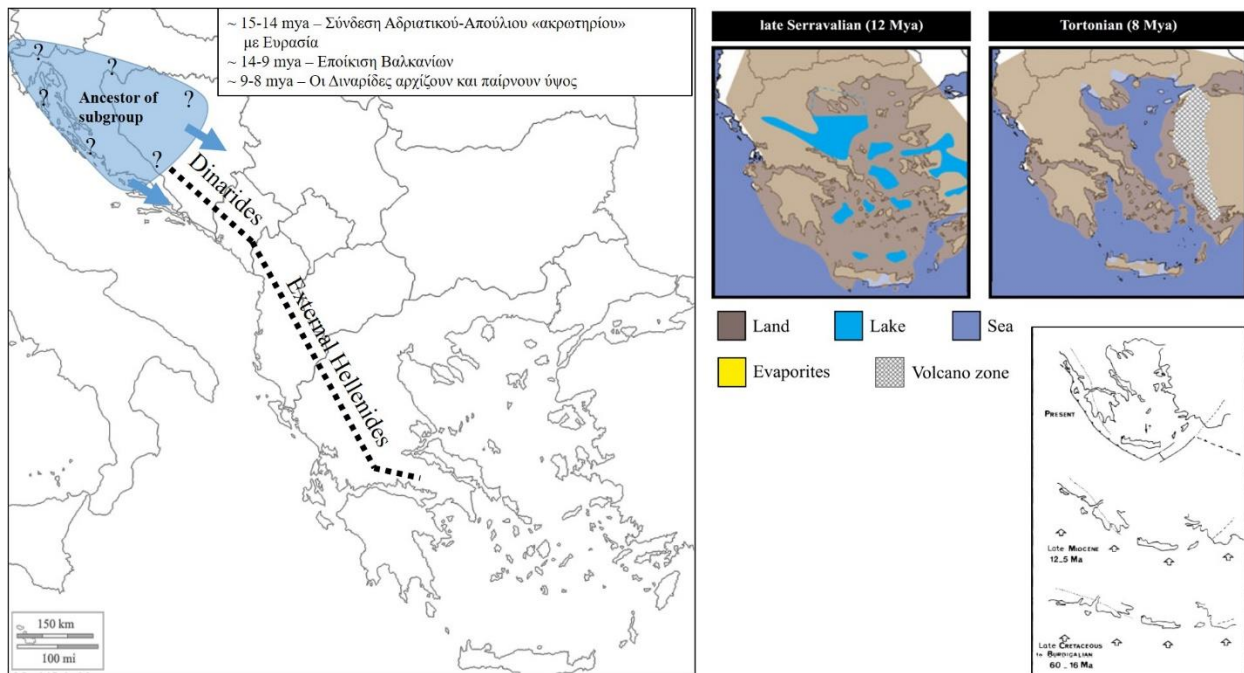 ~ 15-14 mya – Σύνδεση Αδριατικού-Απούλιου «ακρωτηρίου»
με Ευρασία
~ 14-9 mya – Εποίκιση Βαλκανίων
~ 9-8 mya – Οι Διναρίδες αρχίζουν και παίρνουν ύψος
?
?
?
?
?
?
Ancestor of
subgroup
Dinarides
External Hellenides
150 km
100 mi
late Serravalian (12 Mya)
Tortonian (8 Mya)
Land
Lake
Sea
Evaporites
Volcano zone
PRESENT
Late Miocene
12_5 Ma
Late Cretaceous
to Burdigalian
60 _ 16 Ma